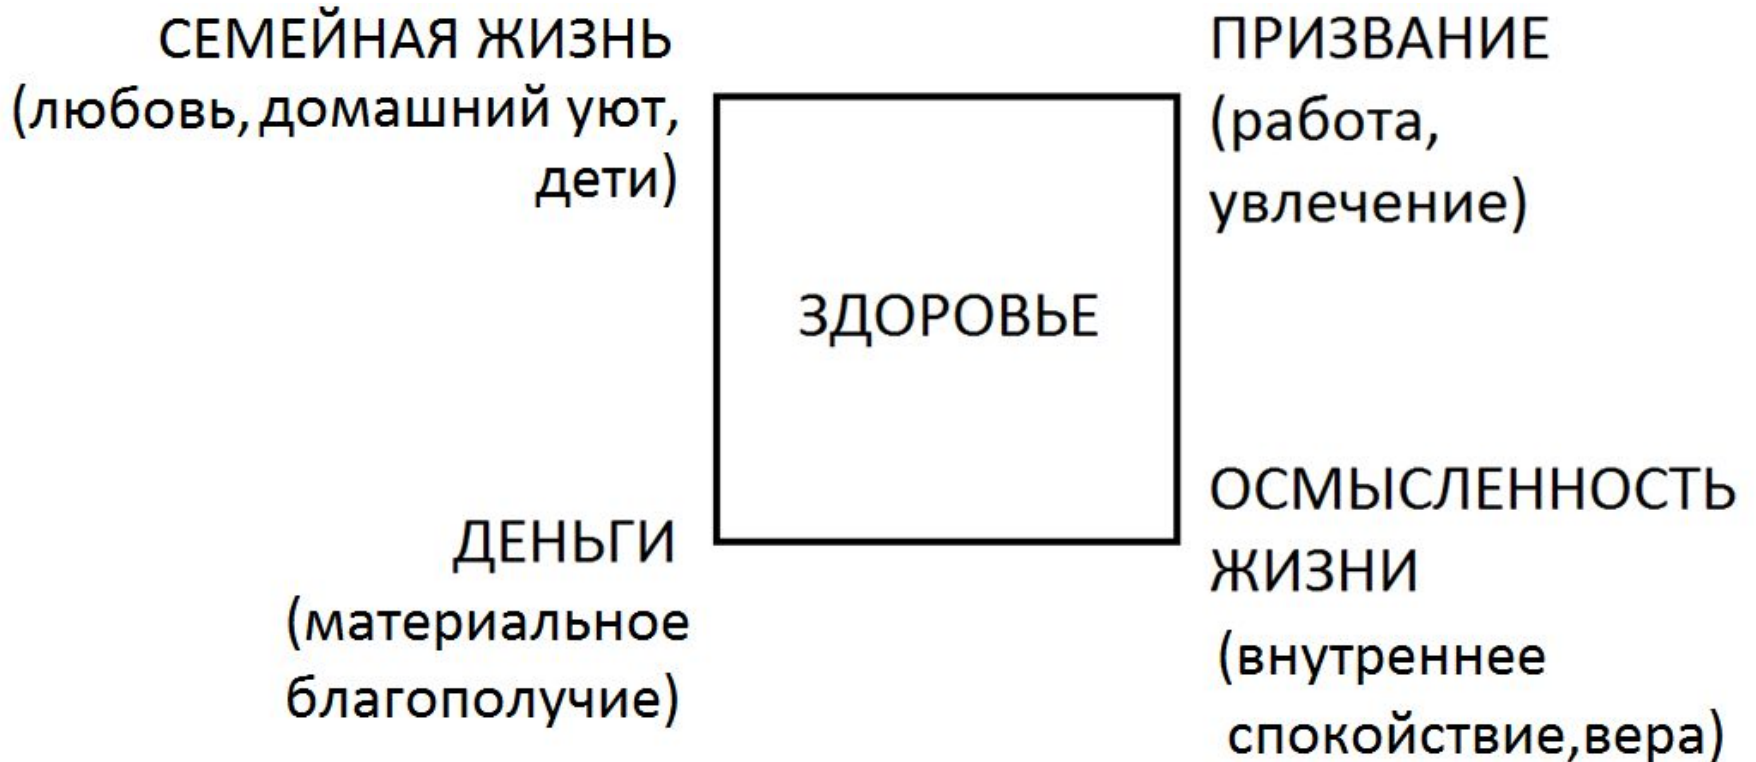 СЕМЕЙНАЯ ЖИЗНЬ
(любовь, домашний уют,
дети)
ПРИЗВАНИЕ
(работа,
увлечение)
ЗДОРОВЬЕ
ДЕНЬГИ
(материальное
благополучие)
ОСМЫСЛЕННОСТЬ
ЖИЗНИ
(внутреннее
спокойствие,вера)